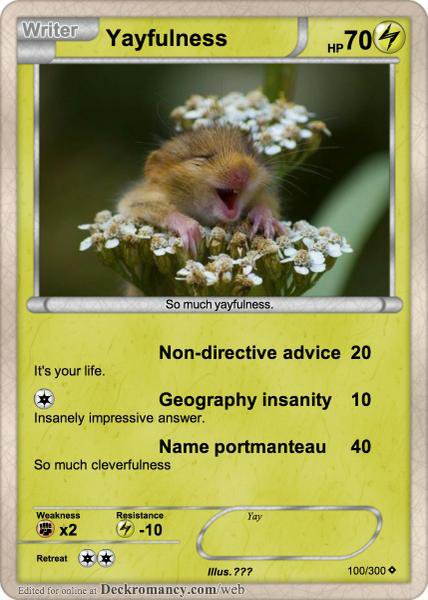 Writer Yayfulness HP 70
So much yayfulness.
Non-directive advice 20
It's your life.
Geography insanity 10
Insanely impressive answer.
Name portmanteau 40
So much cleverfulness
Weakness Resistance
x2 -10
Yay
Retreat
Illus.??? 100/300
Edited for online at Deckromancy.com/web